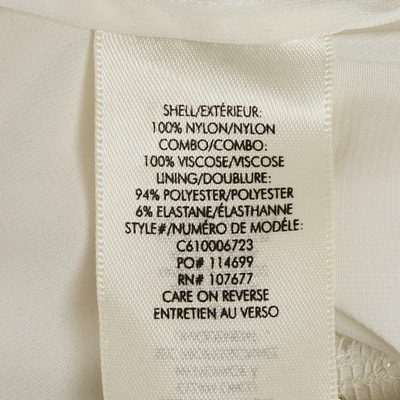 SHELL/EXTÉRIEUR:
100% NYLON/NYLON
COMBO/COMBO:
100% VISCOSE/VISCOSE
LINING/DOUBLURE:
94% POLYESTER/POLYESTER
6% ELASTANE/ÉLASTHANNE
STYLE#/NUMÉRO DE MODÉLE:
C610006723
PO# 114699
RN# 107677
CARE ON REVERSE
ENTRETIEN AU VERSO